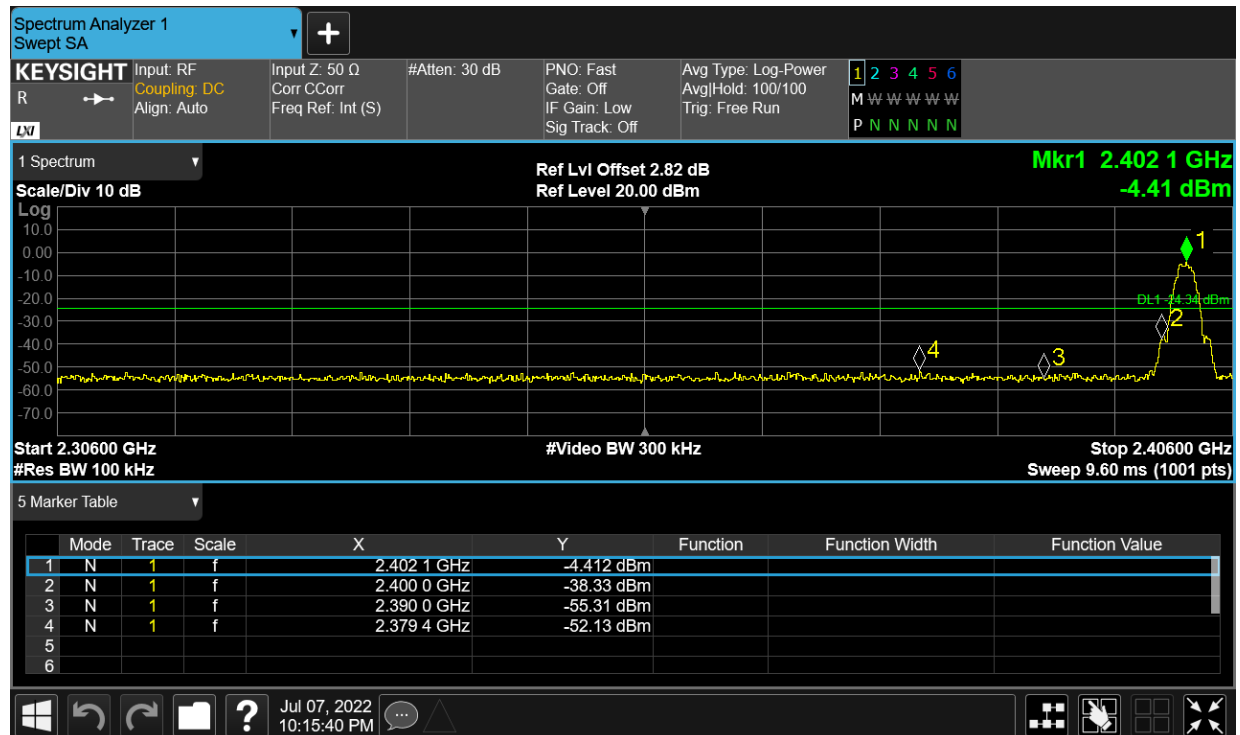 Spectrum Analyzer 1
Swept SA
+
KEYSIGHT
R
LXI
Input: RF
Coupling: DC
Align: Auto
Input Z: 50 Ω
Corr CCorr
Freq Ref: Int (S)
#Atten: 30 dB
PNO: Fast
Gate: Off
IF Gain: Low
Sig Track: Off
Avg Type: Log-Power
Avg|Hold: 100/100
Trig: Free Run
1 2 3 4 5 6
M W W W W W
P N N N N N
1 Spectrum
Scale/Div 10 dB
Ref Lvl Offset 2.82 dB
Ref Level 20.00 dBm
Mkr1 2.402 1 GHz
-4.41 dBm
Log
10.0
0.00
-10.0
-20.0
-30.0
-40.0
-50.0
-60.0
-70.0
1
DL1 -24.34 dBm
2
4
3
Start 2.30600 GHz
#Video BW 300 kHz
Stop 2.40600 GHz
#Res BW 100 kHz
Sweep 9.60 ms (1001 pts)
5 Marker Table
Mode Trace Scale X Y Function Function Width Function Value
1 N 1 f 2.402 1 GHz -4.412 dBm
2 N 1 f 2.400 0 GHz -38.33 dBm
3 N 1 f 2.390 0 GHz -55.31 dBm
4 N 1 f 2.379 4 GHz -52.13 dBm
5
6
?
Jul 07, 2022
10:15:40 PM